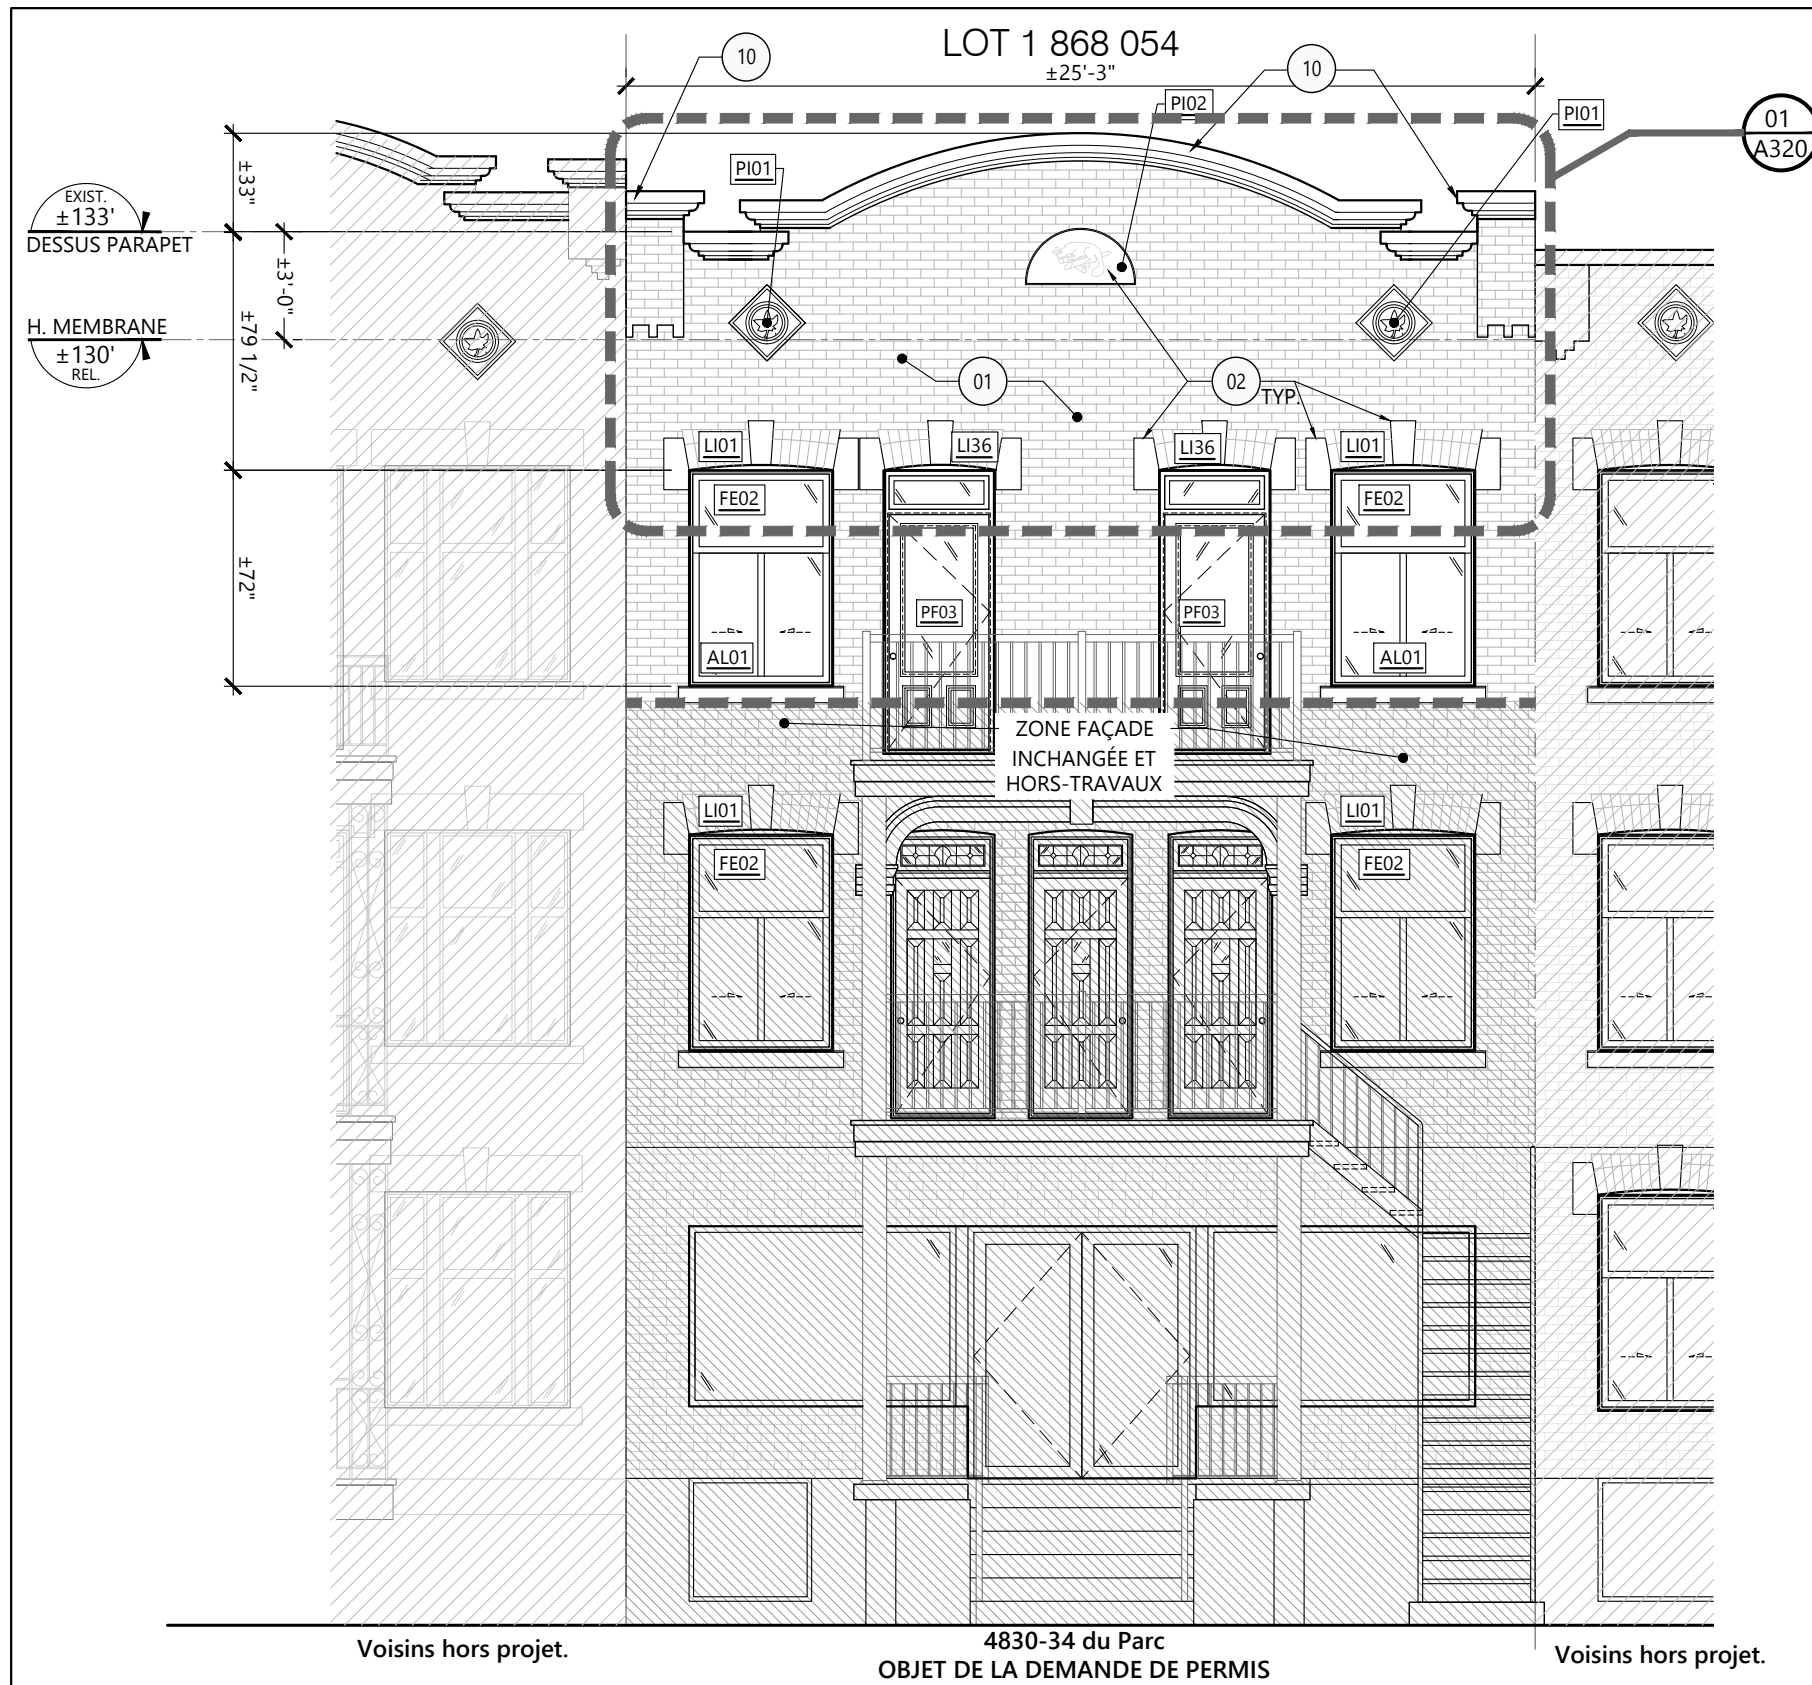 LOT 1 868 054
±25'-3"
10
10
PI02
PI01
01
A320
PI01
±33"
EXIST.
±133'
DESSUS PARAPET
±3'-0"
H. MEMBRANE
±130'
REL.
±79 1/2"
01
02
TYP.
LI01
LI36
LI36
LI01
FE02
FE02
±72"
PF03
PF03
AL01
AL01
ZONE FAÇADE
INCHANGÉE ET
HORS-TRAVAUX
LI01
LI01
FE02
FE02
Voisins hors projet.
4830-34 du Parc
OBJET DE LA DEMANDE DE PERMIS
Voisins hors projet.